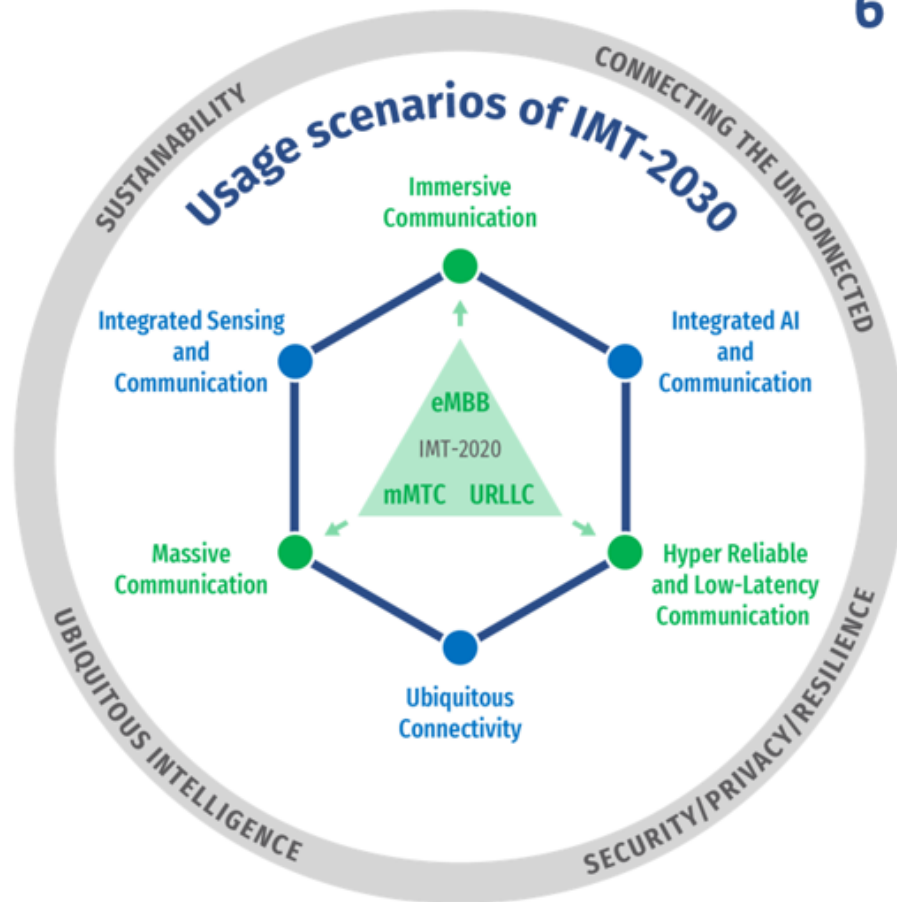 6
SUSTAINABILITY
CONNECTING THE UNCONNECTED
Usage scenarios of IMT-2030
Immersive
Communication
Integrated Sensing
and
Communication
Integrated AI
and
Communication
eMBB
IMT-2020
mMTC URLLC
Massive
Communication
Hyper Reliable
and Low-Latency
Communication
Ubiquitous
Connectivity
UBIQUITOUS INTELLIGENCE
SECURITY/PRIVACY/RESILIENCE